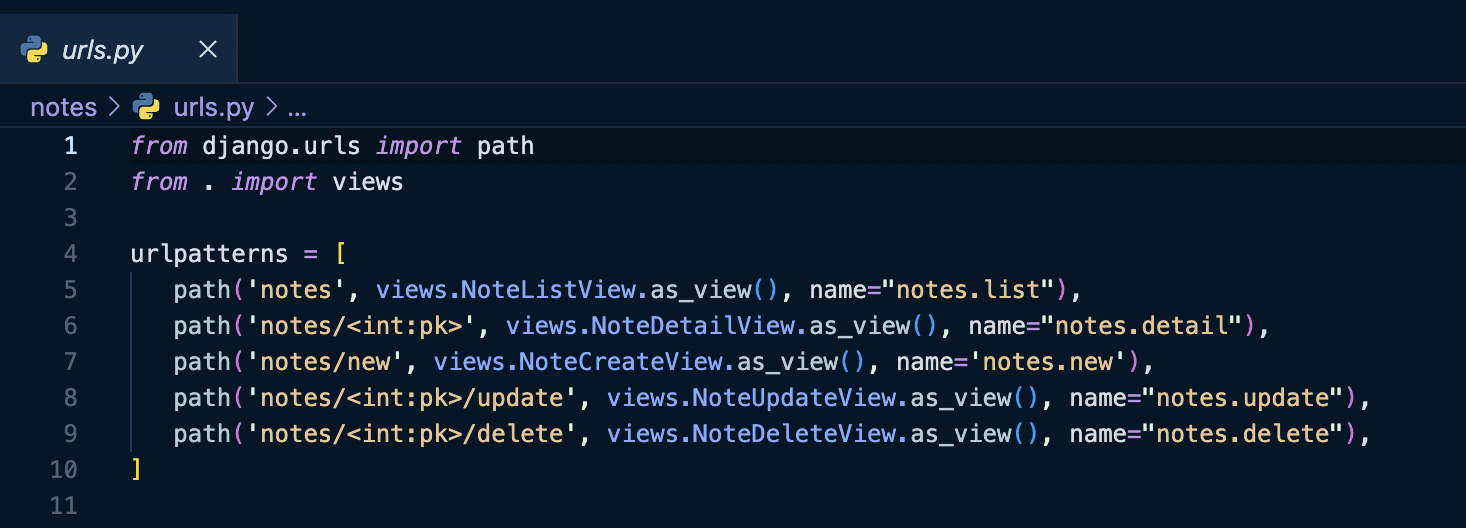 urls.py
notes > urls.py > ...
1 from django.urls import path
2 from . import views
3
4 urlpatterns = [
5    path('notes', views.NoteListView.as_view(), name="notes.list"),
6    path('notes/<int:pk>', views.NoteDetailView.as_view(), name="notes.detail"),
7    path('notes/new', views.NoteCreateView.as_view(), name='notes.new'),
8    path('notes/<int:pk>/update', views.NoteUpdateView.as_view(), name="notes.update"),
9    path('notes/<int:pk>/delete', views.NoteDeleteView.as_view(), name="notes.delete"),
10 ]
11